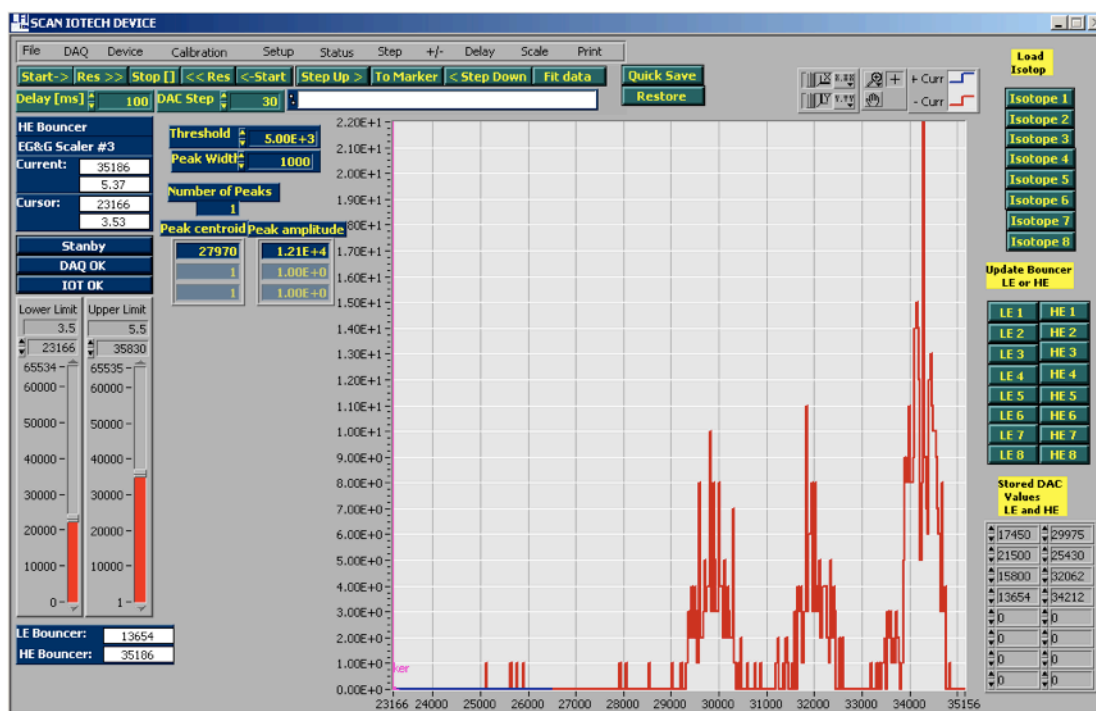 SCAN IOTECH DEVICE
File DAQ Device Calibration Setup Status Step +/- Delay Scale Print
Start-> Res >> Stop [] << Res <-Start Step Up > To Marker < Step Down Fit data Quick Save
Delay [ms] 100 DAC Step 30 Restore
+ Curr
- Curr
Load
Isotop
Isotope 1
Isotope 2
Isotope 3
Isotope 4
Isotope 5
Isotope 6
Isotope 7
Isotope 8
HE Bouncer
EG&G Scaler #3
Current: 35186
5.37
Cursor: 23166
3.53
Stanby
DAQ OK
IOT OK
Threshold 5.00E+3
Peak Width 1000
Number of Peaks
1
Peak centroid Peak amplitude
27970 1.21E+4
1 1.00E+0
1 1.00E+0
Lower Limit Upper Limit
3.5 5.5
23166 35830
65534 65535
60000 60000
50000 50000
40000 40000
30000 30000
20000 20000
10000 10000
0 1
LE Bouncer: 13654
HE Bouncer: 35186
2.20E+1
2.10E+1
2.00E+1
1.90E+1
1.80E+1
1.70E+1
1.60E+1
1.50E+1
1.40E+1
1.30E+1
1.20E+1
1.10E+1
1.00E+1
9.00E+0
8.00E+0
7.00E+0
6.00E+0
5.00E+0
4.00E+0
3.00E+0
2.00E+0
1.00E+0
0.00E+0
ker
23166 24000 25000 26000 27000 28000 29000 30000 31000 32000 33000 34000 35156
Update Bouncer
LE or HE
LE 1 HE 1
LE 2 HE 2
LE 3 HE 3
LE 4 HE 4
LE 5 HE 5
LE 6 HE 6
LE 7 HE 7
LE 8 HE 8
Stored DAC
Values
LE and HE
17450 29975
21500 25430
15800 32062
13654 34212
0 0
0 0
0 0
0 0